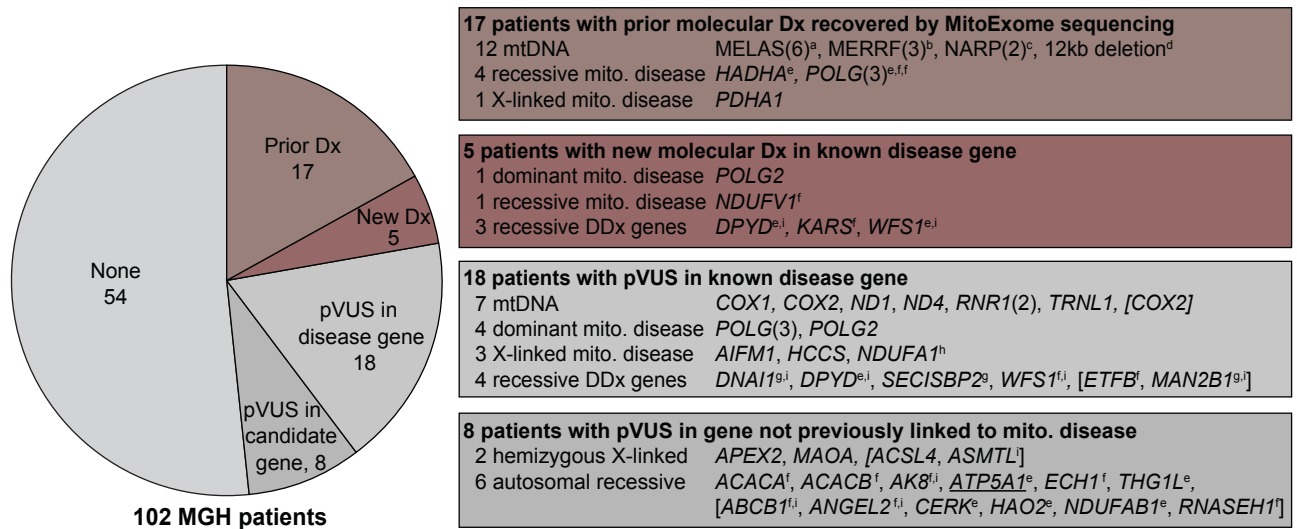 Prior Dx
17
New Dx
5
None
54
pVUS in
disease gene
18
pVUS in
candidate
gene, 8
102 MGH patients
17 patients with prior molecular Dx recovered by MitoExome sequencing
12 mtDNA MELAS(6)ᵃ, MERRF(3)ᵇ, NARP(2)ᶜ, 12kb deletionᵈ
4 recessive mito. disease HADHAᵉ, POLG(3)ᵉ,ᶠ,ᶠ
1 X-linked mito. disease PDHA1
5 patients with new molecular Dx in known disease gene
1 dominant mito. disease POLG2
1 recessive mito. disease NDUFV1ᶠ
3 recessive DDx genes DPYDᵉ,ⁱ, KARSᶠ, WFS1ᵉ,ⁱ
18 patients with pVUS in known disease gene
7 mtDNA COX1, COX2, ND1, ND4, RNR1(2), TRNL1, [COX2]
4 dominant mito. disease POLG(3), POLG2
3 X-linked mito. disease AIFM1, HCCS, NDUFA1ʰ
4 recessive DDx genes DNAI1ᵍ,ⁱ, DPYDᵉ,ⁱ, SECISBP2ᵍ, WFS1ᶠ,ⁱ, [ETFBᶠ, MAN2B1ᵍ,ⁱ]
8 patients with pVUS in gene not previously linked to mito. disease
2 hemizygous X-linked APEX2, MAOA, [ACSL4, ASMTLⁱ]
6 autosomal recessive ACACAᶠ, ACACBᶠ, AK8ᶠ,ⁱ, ATP5A1ᵉ, ECH1ᶠ, THG1Lᵉ,
[ABCB1ᶠ,ⁱ, ANGEL2ᶠ,ⁱ, CERKᵉ, HAO2ᵉ, NDUFAB1ᵉ, RNASEH1ᶠ]